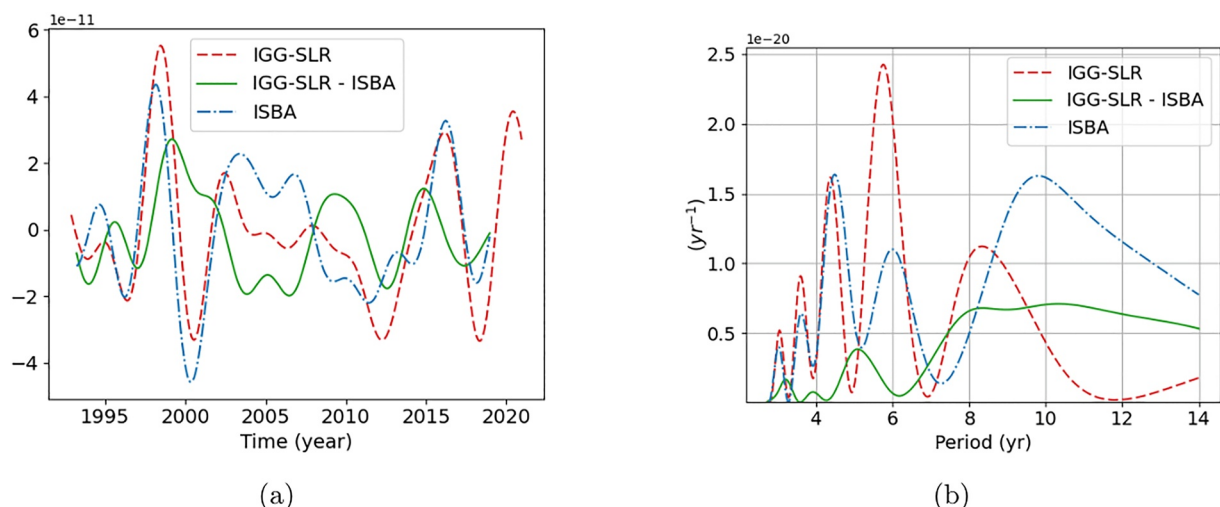 1e−11
6
4
2
0
−2
−4
IGG-SLR
IGG-SLR - ISBA
ISBA
1995 2000 2005 2010 2015 2020
Time (year)
(a)
1e−20
2.5
2.0
1.5
1.0
0.5
(yr⁻¹)
IGG-SLR
IGG-SLR - ISBA
ISBA
4 6 8 10 12 14
Period (yr)
(b)